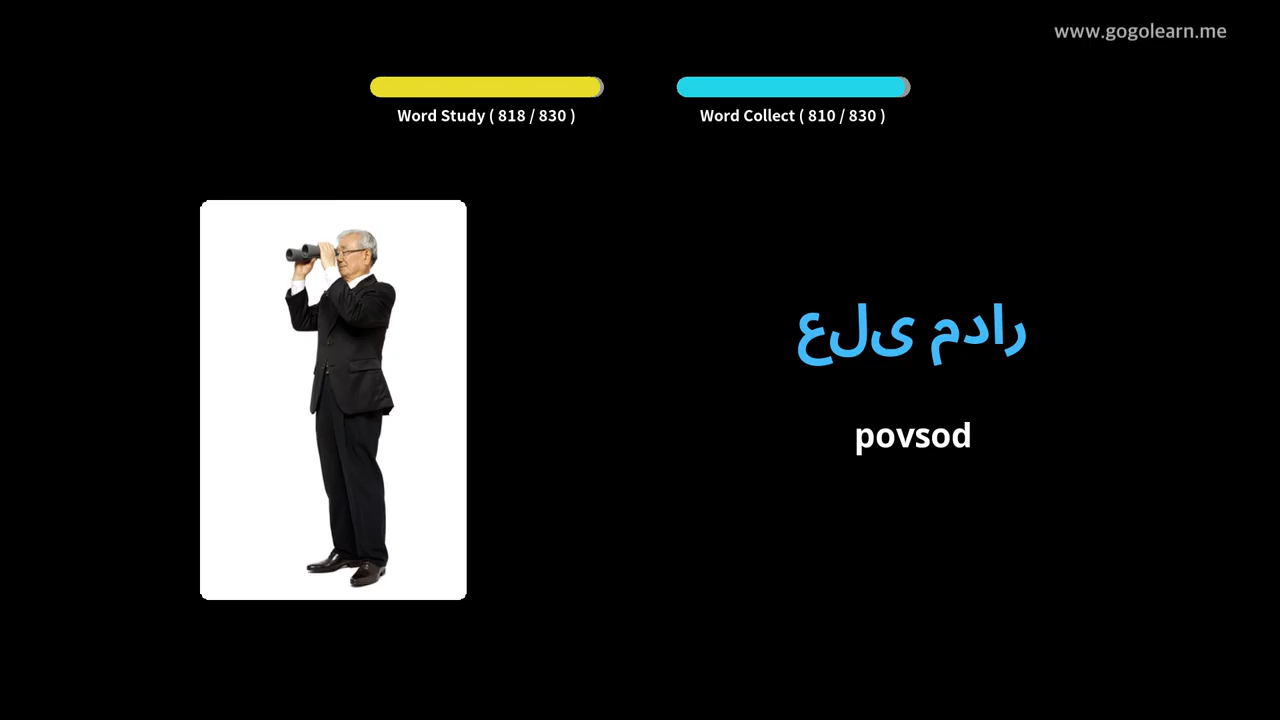 www.gogolearn.me
Word Study ( 818 / 830 )
Word Collect ( 810 / 830 )
على مدار
povsod